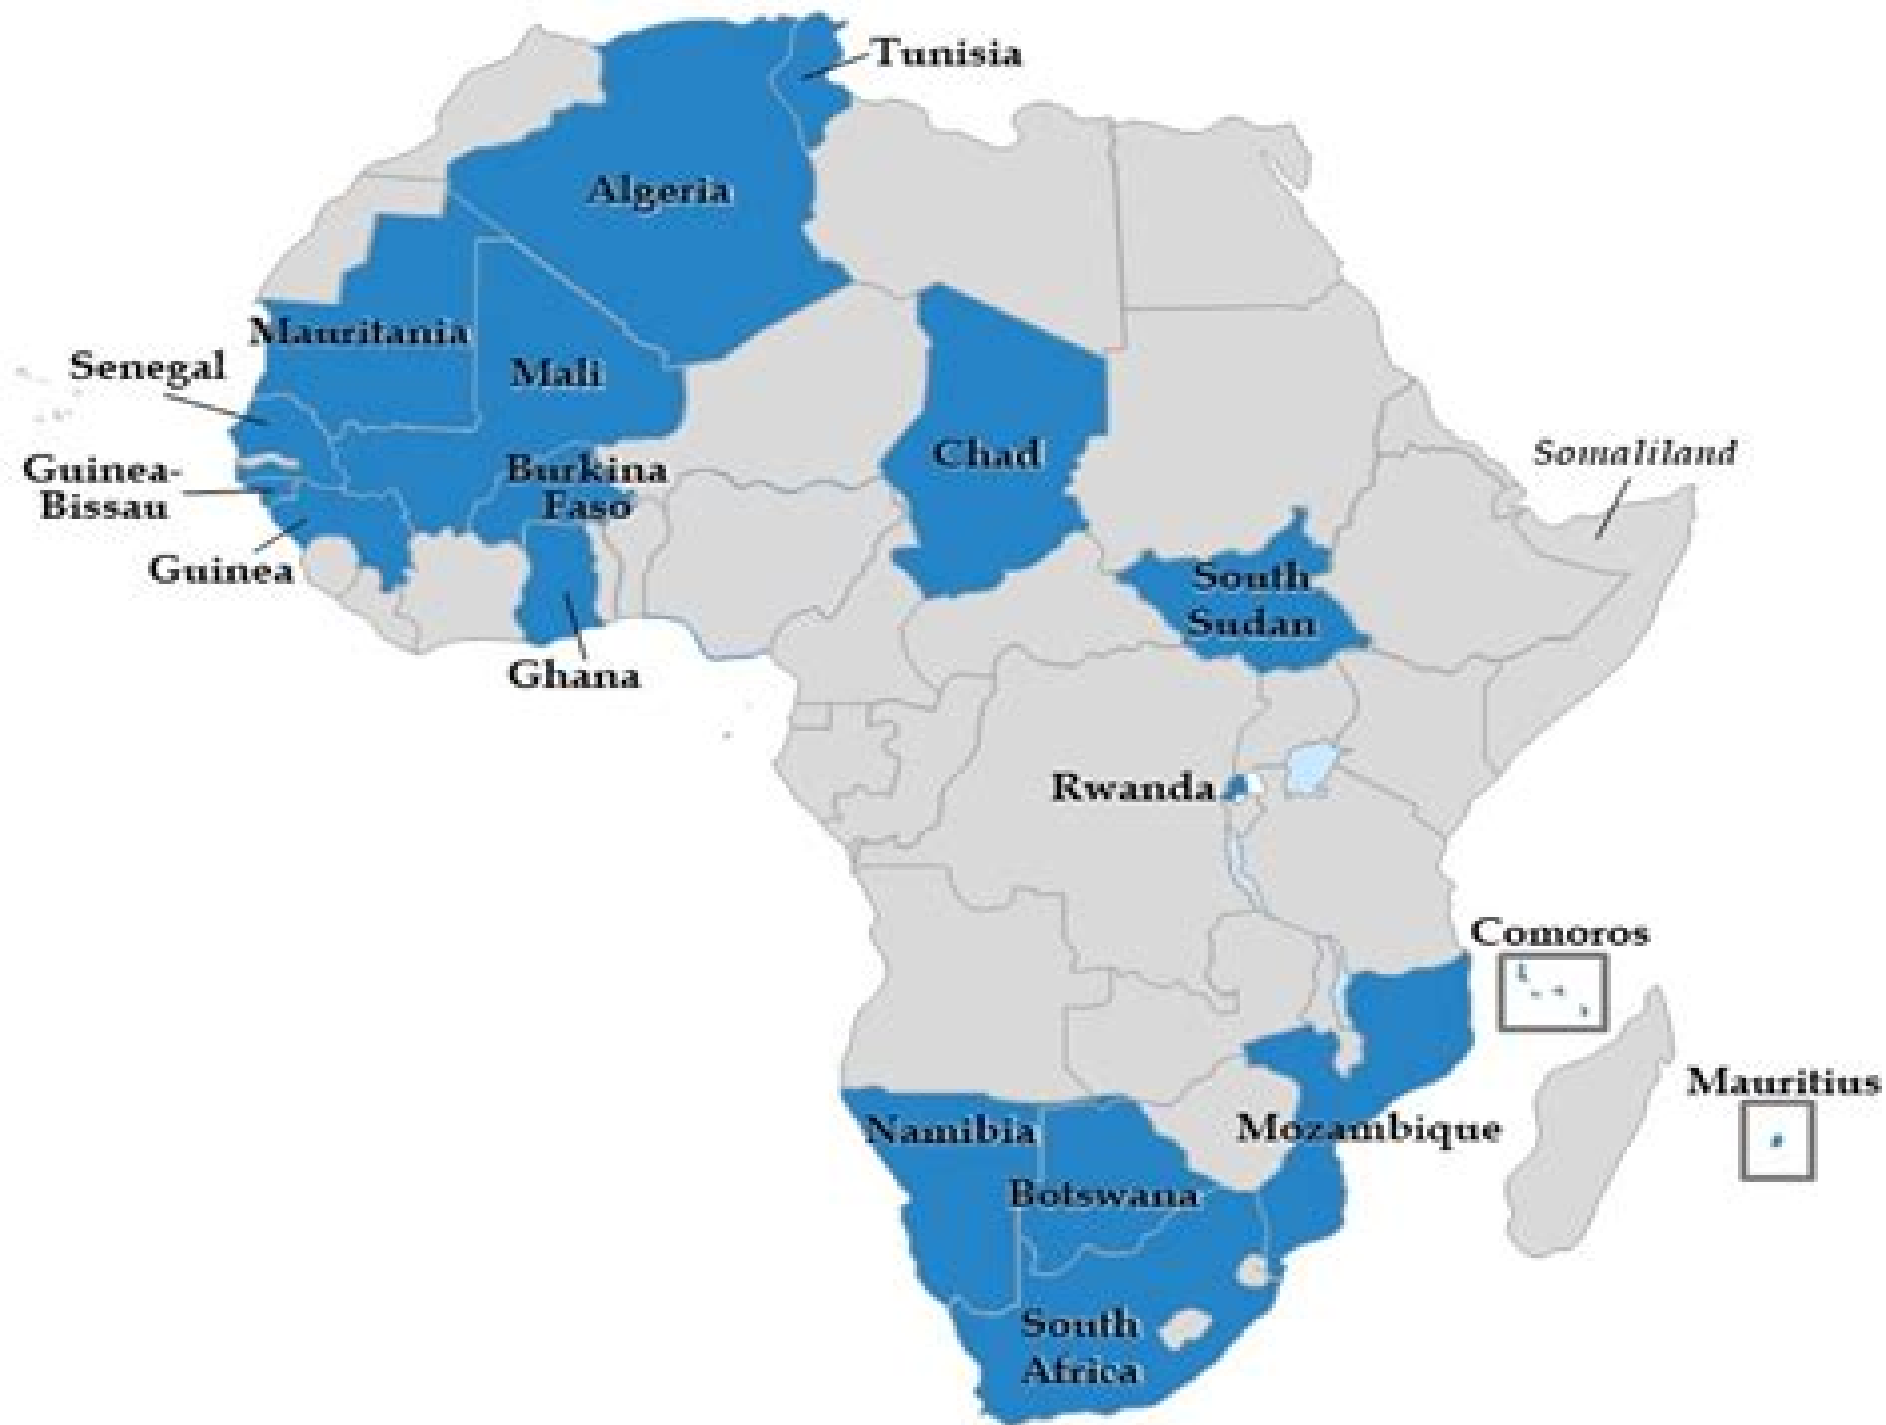 Tunisia
Algeria
Mauritania
Senegal
Mali
Chad
Somaliland
Guinea-
Bissau
Burkina
Faso
Guinea
South
Sudan
Ghana
Rwanda
Comoros
Mauritius
Namibia
Mozambique
Botswana
South
Africa